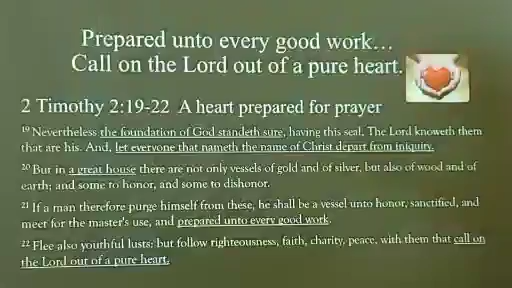 Prepared unto every good work…
Call on the Lord out of a pure heart.
2 Timothy 2:19-22 A heart prepared for prayer
19 Nevertheless the foundation of God standeth sure, having this seal, The Lord knoweth them
that are his. And, let everyone that nameth the name of Christ depart from iniquity.
20 But in a great house there are not only vessels of gold and of silver, but also of wood and of
earth; and some to honor, and some to dishonor.
21 If a man therefore purge himself from these, he shall be a vessel unto honor, sanctified, and
meet for the master's use, and prepared unto every good work.
22 Flee also youthful lusts: but follow righteousness, faith, charity, peace, with them that call on
the Lord out of a pure heart.